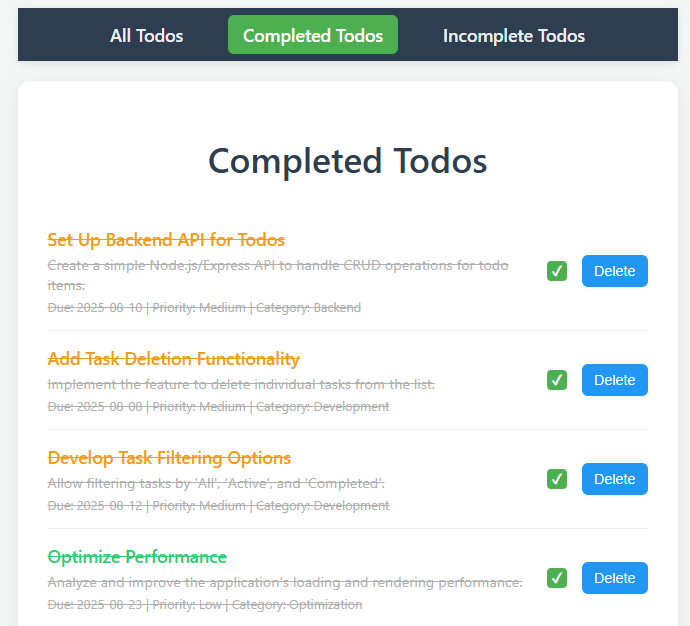 All Todos
Completed Todos
Incomplete Todos
Completed Todos
Set Up Backend API for Todos
Create a simple Node.js/Express API to handle CRUD operations for todo
items.
Due: 2025-08-10 | Priority: Medium | Category: Backend
Delete
Add Task Deletion Functionality
Implement the feature to delete individual tasks from the list.
Due: 2025-08-08 | Priority: Medium | Category: Development
Delete
Develop Task Filtering Options
Allow filtering tasks by 'All', 'Active', and 'Completed'.
Due: 2025-08-12 | Priority: Medium | Category: Development
Delete
Optimize Performance
Analyze and improve the application's loading and rendering performance.
Due: 2025-08-23 | Priority: Low | Category: Optimization
Delete